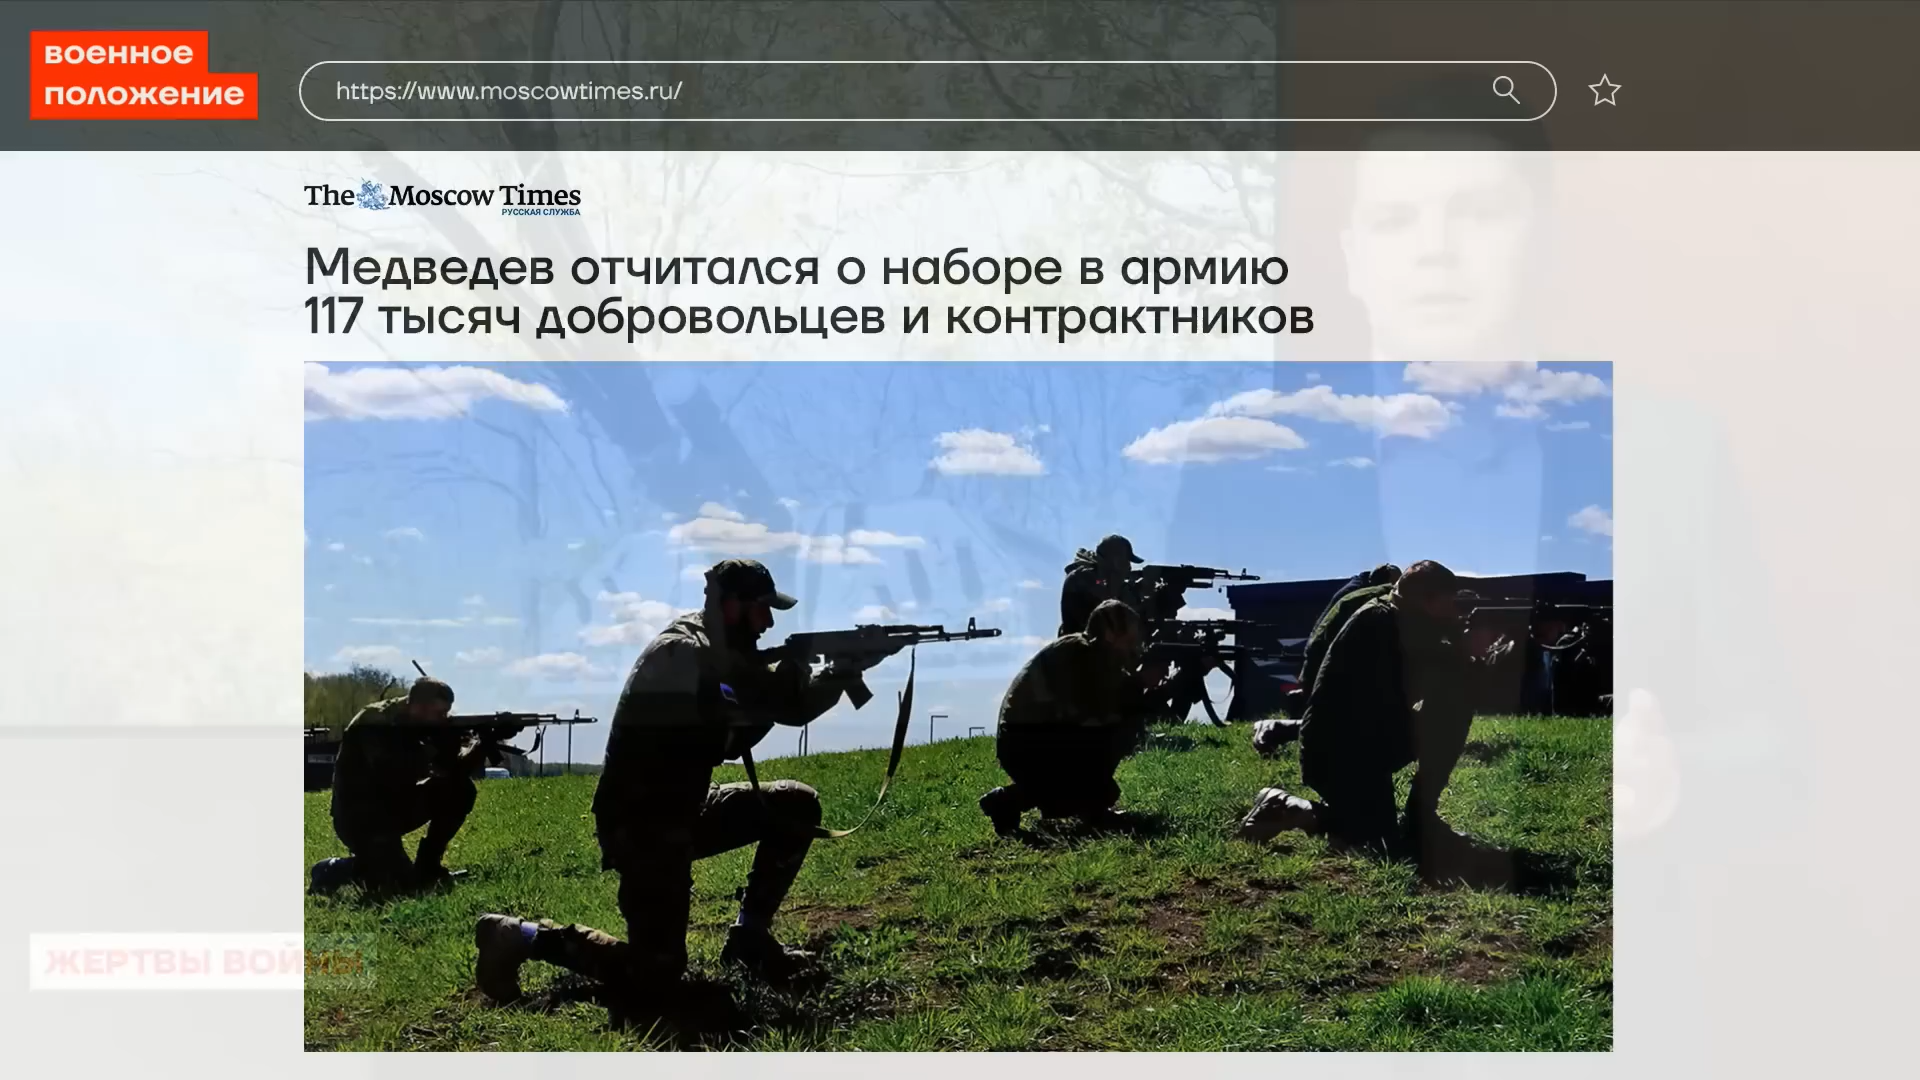 военное
положение
https://www.moscowtimes.ru/
The Moscow Times
РУССКАЯ СЛУЖБА
Медведев отчитался о наборе в армию
117 тысяч добровольцев и контрактников
ЖЕРТВЫ ВОЙНЫ